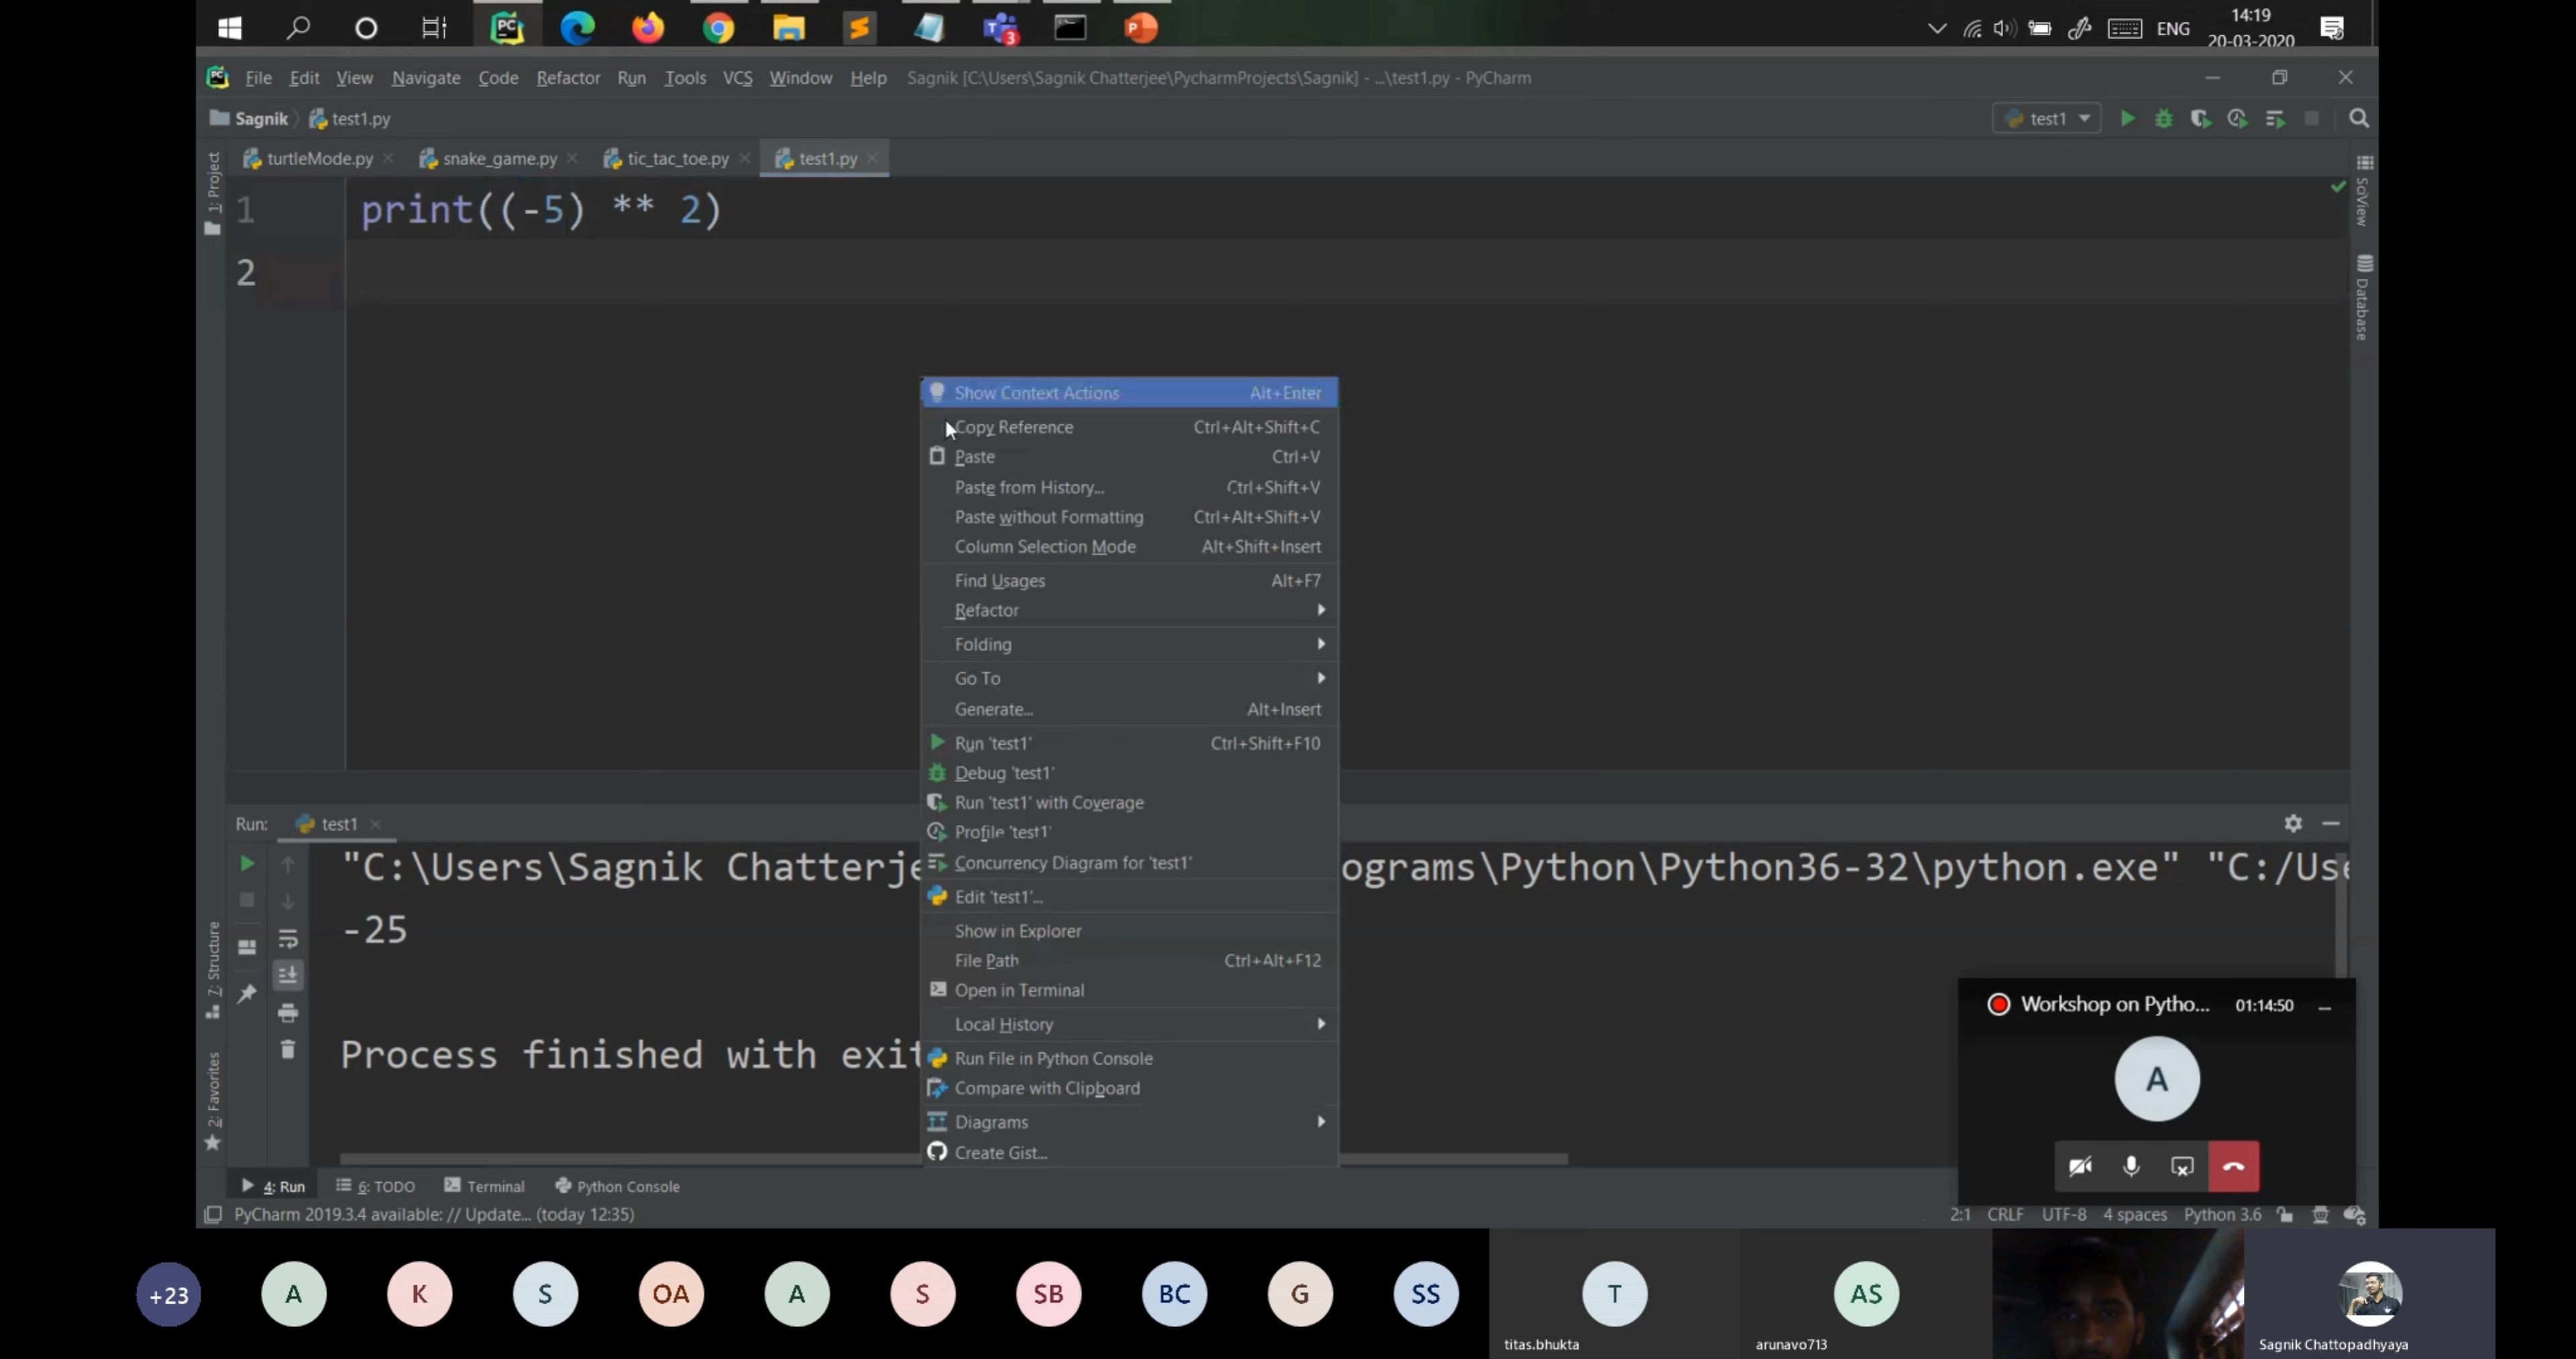 PC
T
3
P
ENG
14:19
20-03-2020
PC
File Edit View Navigate Code Refactor Run Tools VCS Window Help Sagnik [C:\Users\Sagnik Chatterjee\PycharmProjects\Sagnik] - ...\test1.py - PyCharm
Sagnik test1.py
test1
turtleMode.py
snake_game.py
tic_tac_toe.py
test1.py
1: Project
SciView
Database
1 print((-5) ** 2)
2
Show Context Actions Alt+Enter
Copy Reference Ctrl+Alt+Shift+C
Paste Ctrl+V
Paste from History... Ctrl+Shift+V
Paste without Formatting Ctrl+Alt+Shift+V
Column Selection Mode Alt+Shift+Insert
Find Usages Alt+F7
Refactor
Folding
Go To
Generate... Alt+Insert
Run 'test1' Ctrl+Shift+F10
Debug 'test1'
Run 'test1' with Coverage
Profile 'test1'
Concurrency Diagram for 'test1'
Edit 'test1'...
Show in Explorer
File Path Ctrl+Alt+F12
Open in Terminal
Local History
Run File in Python Console
Compare with Clipboard
Diagrams
Create Gist...
Run: test1
"C:\Users\Sagnik Chatterje ograms\Python\Python36-32\python.exe" "C:/Use
-25
Process finished with exit
7: Structure
2: Favorites
Workshop on Pytho... 01:14:50
A
4: Run 6: TODO Terminal Python Console
PyCharm 2019.3.4 available: // Update... (today 12:35)
2:1 CRLF UTF-8 4 spaces Python 3.6
+23 A K S OA A S SB BC G SS T AS
titas.bhukta
arunavo713
Sagnik Chattopadhyaya